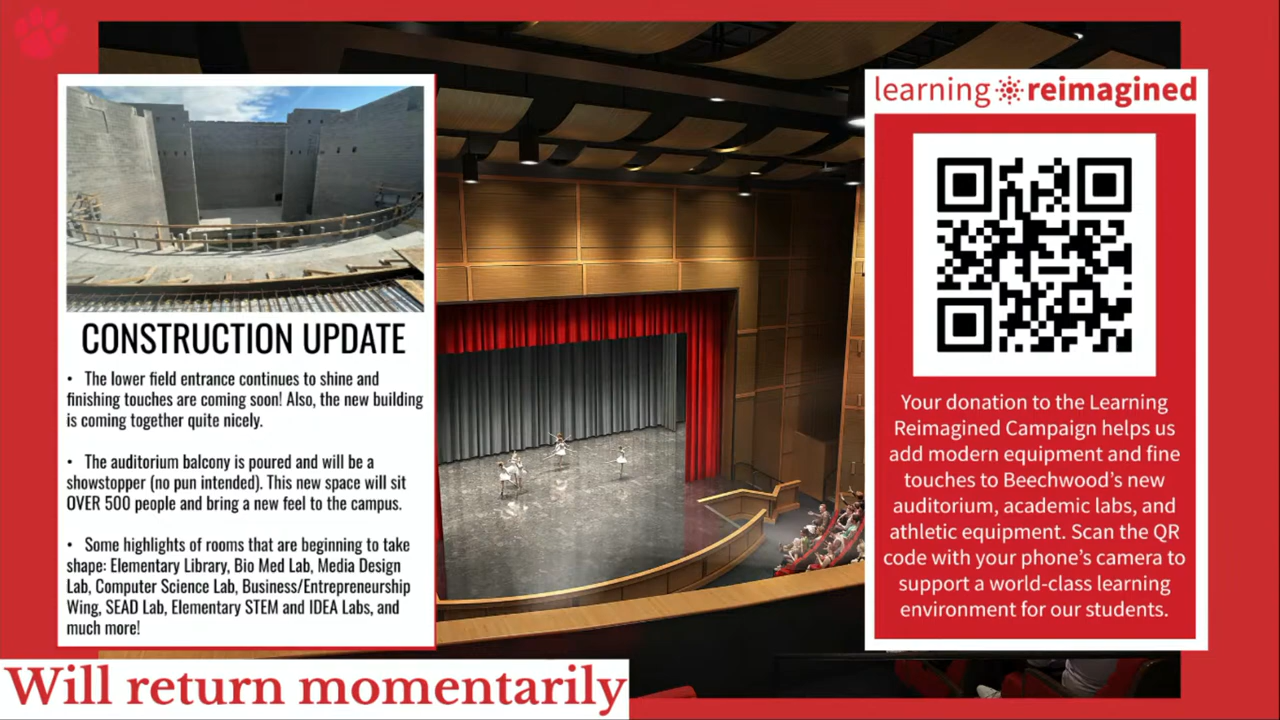 CONSTRUCTION UPDATE
• The lower field entrance continues to shine and
finishing touches are coming soon! Also, the new building
is coming together quite nicely.
• The auditorium balcony is poured and will be a
showstopper (no pun intended). This new space will sit
OVER 500 people and bring a new feel to the campus.
• Some highlights of rooms that are beginning to take
shape: Elementary Library, Bio Med Lab, Media Design
Lab, Computer Science Lab, Business/Entrepreneurship
Wing, SEAD Lab, Elementary STEM and IDEA Labs, and
much more!
learning reimagined
Your donation to the Learning
Reimagined Campaign helps us
add modern equipment and fine
touches to Beechwood's new
auditorium, academic labs, and
athletic equipment. Scan the QR
code with your phone's camera to
support a world-class learning
environment for our students.
Will return momentarily